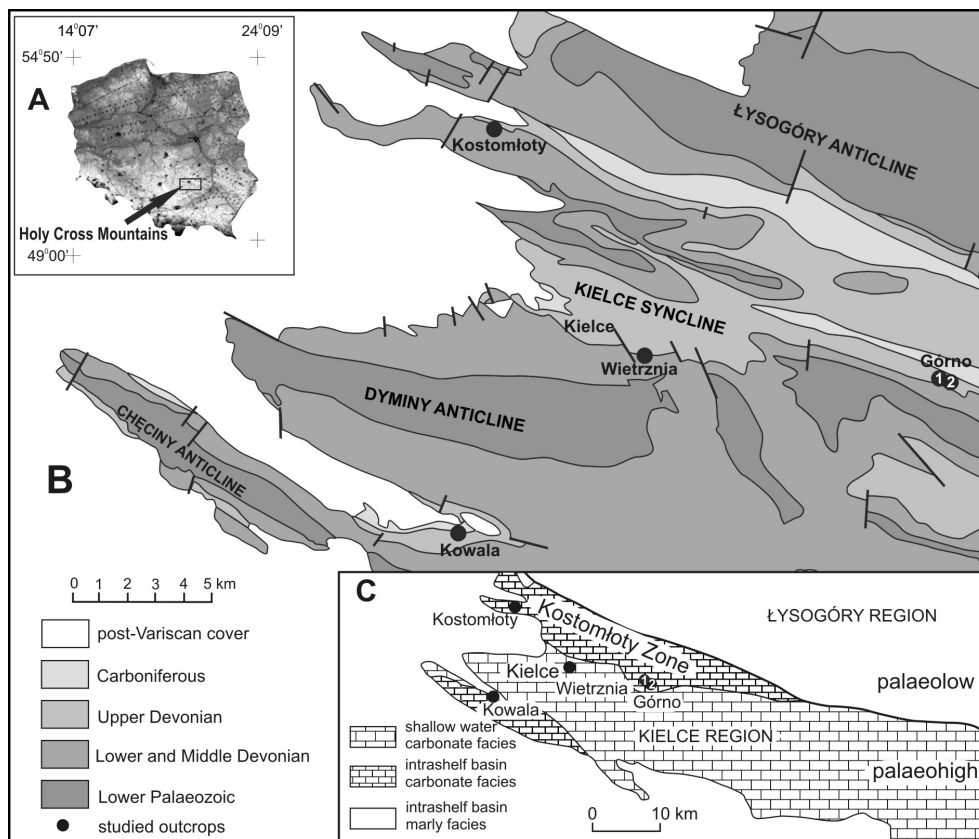 14°07'
24°09'
54°50'
A
Holy Cross Mountains
49°00'
ŁYSOGÓRY ANTICLINE
Kostomłoty
KIELCE SYNCLINE
Kielce
Wietrznia
Górno
1 2
DYMINY ANTICLINE
CHĘCINY ANTICLINE
B
Kowala
0 1 2 3 4 5 km
post-Variscan cover
Carboniferous
Upper Devonian
Lower and Middle Devonian
Lower Palaeozoic
studied outcrops
C
Kostomłoty
Kostomłoty Zone
ŁYSOGÓRY REGION
Kielce
Wietrznia
1 2
Górno
palaeolow
Kowala
KIELCE REGION
palaeohigh
shallow water
carbonate facies
intrashelf basin
carbonate facies
intrashelf basin
marly facies
0 10 km